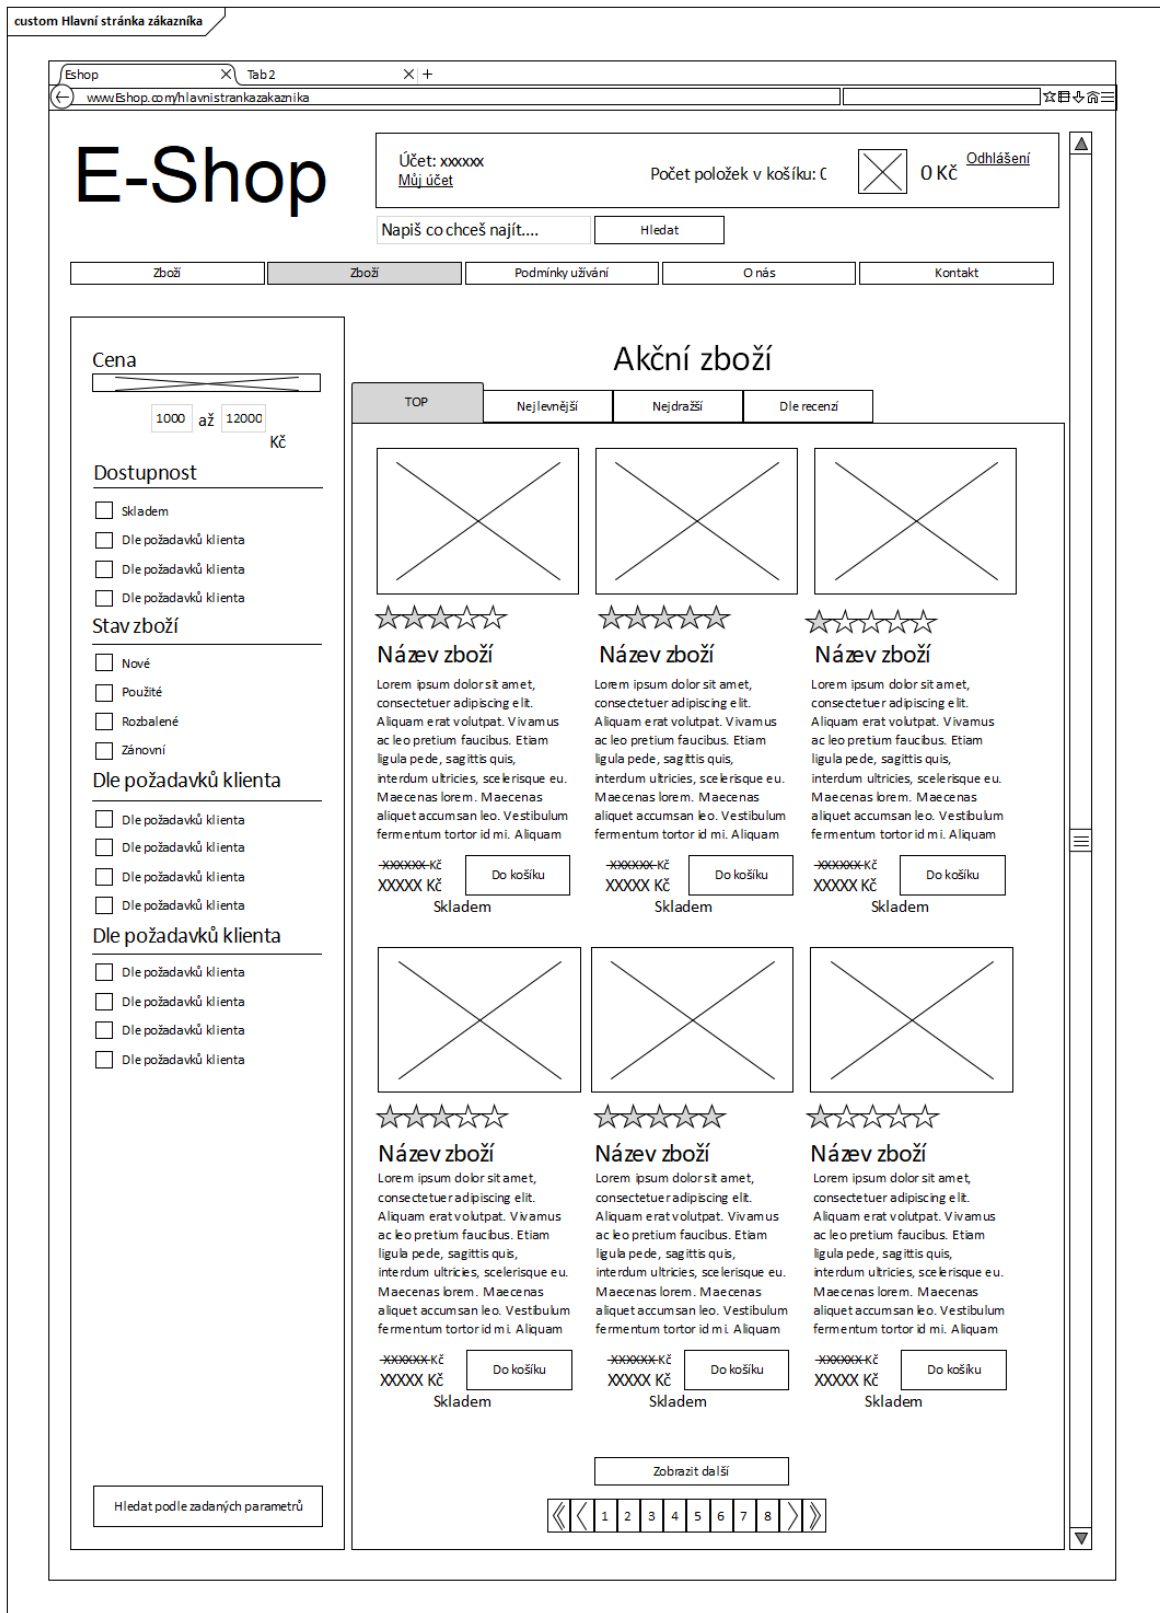 custom Hlavní stránka zákazníka
Eshop
Tab 2
www.Eshop.com/hlavnistrankazakaznika
E-Shop
Účet: xxxxxx
Můj účet
Počet položek v košíku: 0
0 Kč
Odhlášení
Napiš co chceš najít....
Hledat
Zboží
Zboží
Podmínky užívání
O nás
Kontakt
Cena
1000 až 12000
Kč
Dostupnost
Skladem
Dle požadavků klienta
Dle požadavků klienta
Dle požadavků klienta
Stav zboží
Nové
Použité
Rozbalené
Zánovní
Dle požadavků klienta
Dle požadavků klienta
Dle požadavků klienta
Dle požadavků klienta
Dle požadavků klienta
Dle požadavků klienta
Dle požadavků klienta
Dle požadavků klienta
Dle požadavků klienta
Dle požadavků klienta
Hledat podle zadaných parametrů
Akční zboží
TOP
Nejlevnější
Nejdražší
Dle recenzí
Název zboží
Lorem ipsum dolor sit amet,
consectetuer adipiscing elit.
Aliquam erat volutpat. Vivamus
ac leo pretium faucibus. Etiam
ligula pede, sagittis quis,
interdum ultricies, scelerisque eu.
Maecenas lorem. Maecenas
aliquet accumsan leo. Vestibulum
fermentum tortor id mi. Aliquam
XXXXXX Kč
XXXXX Kč
Do košíku
Skladem
Název zboží
Lorem ipsum dolor sit amet,
consectetuer adipiscing elit.
Aliquam erat volutpat. Vivamus
ac leo pretium faucibus. Etiam
ligula pede, sagittis quis,
interdum ultricies, scelerisque eu.
Maecenas lorem. Maecenas
aliquet accumsan leo. Vestibulum
fermentum tortor id mi. Aliquam
XXXXXX Kč
XXXXX Kč
Do košíku
Skladem
Název zboží
Lorem ipsum dolor sit amet,
consectetuer adipiscing elit.
Aliquam erat volutpat. Vivamus
ac leo pretium faucibus. Etiam
ligula pede, sagittis quis,
interdum ultricies, scelerisque eu.
Maecenas lorem. Maecenas
aliquet accumsan leo. Vestibulum
fermentum tortor id mi. Aliquam
XXXXXX Kč
XXXXX Kč
Do košíku
Skladem
Název zboží
Lorem ipsum dolor sit amet,
consectetuer adipiscing elit.
Aliquam erat volutpat. Vivamus
ac leo pretium faucibus. Etiam
ligula pede, sagittis quis,
interdum ultricies, scelerisque eu.
Maecenas lorem. Maecenas
aliquet accumsan leo. Vestibulum
fermentum tortor id mi. Aliquam
XXXXXX Kč
XXXXX Kč
Do košíku
Skladem
Název zboží
Lorem ipsum dolor sit amet,
consectetuer adipiscing elit.
Aliquam erat volutpat. Vivamus
ac leo pretium faucibus. Etiam
ligula pede, sagittis quis,
interdum ultricies, scelerisque eu.
Maecenas lorem. Maecenas
aliquet accumsan leo. Vestibulum
fermentum tortor id mi. Aliquam
XXXXXX Kč
XXXXX Kč
Do košíku
Skladem
Název zboží
Lorem ipsum dolor sit amet,
consectetuer adipiscing elit.
Aliquam erat volutpat. Vivamus
ac leo pretium faucibus. Etiam
ligula pede, sagittis quis,
interdum ultricies, scelerisque eu.
Maecenas lorem. Maecenas
aliquet accumsan leo. Vestibulum
fermentum tortor id mi. Aliquam
XXXXXX Kč
XXXXX Kč
Do košíku
Skladem
Zobrazit další
1 2 3 4 5 6 7 8